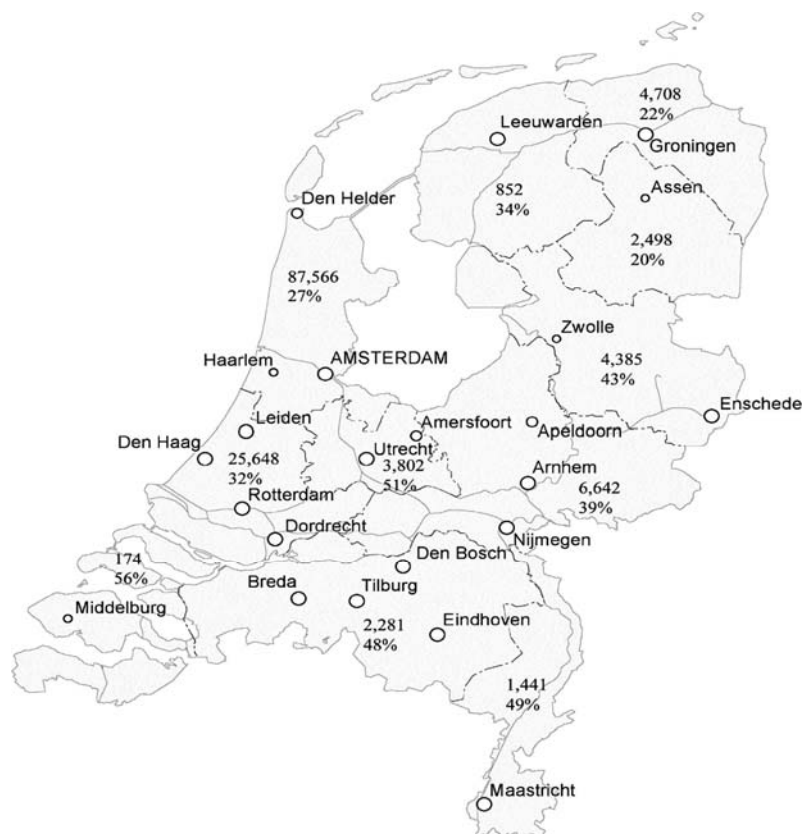 4,708
22%
Leeuwarden
Groningen
852
34%
Assen
Den Helder
2,498
20%
87,566
27%
Zwolle
Haarlem
AMSTERDAM
4,385
43%
Enschede
Leiden
Amersfoort
Apeldoorn
Den Haag
Utrecht
25,648
32%
3,802
51%
Arnhem
6,642
39%
Rotterdam
Dordrecht
Nijmegen
174
56%
Den Bosch
Breda
Tilburg
Middelburg
2,281
48%
Eindhoven
1,441
49%
Maastricht